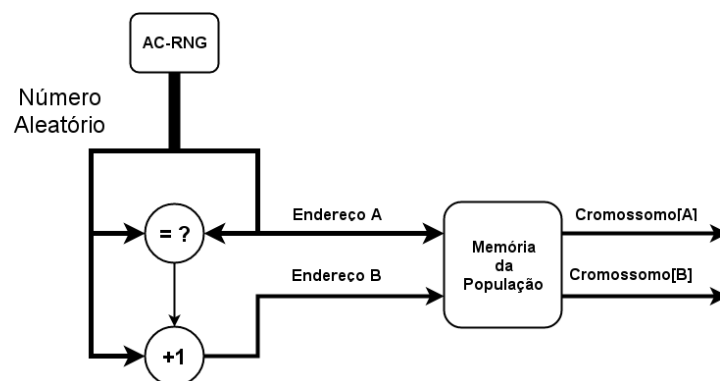 AC-RNG
Número
Aleatório
= ?
Endereço A
Endereço B
+1
Memória
da
População
Cromossomo[A]
Cromossomo[B]